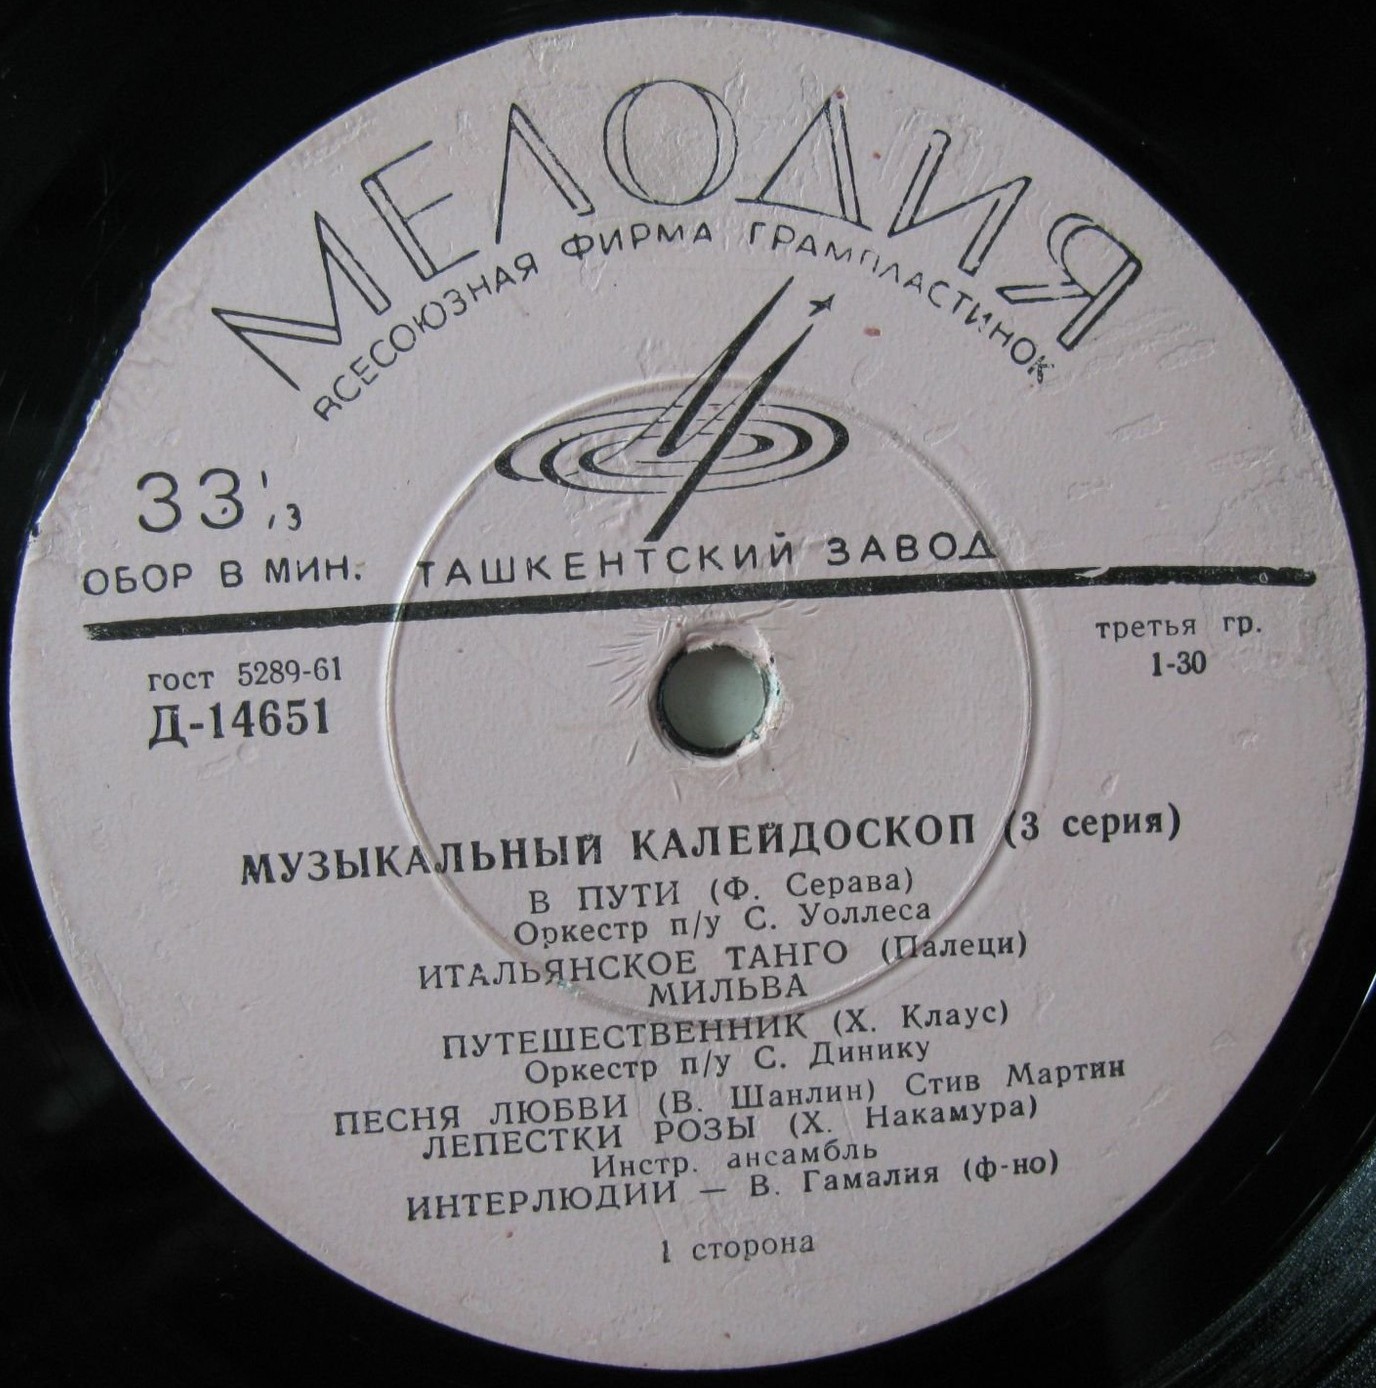 МЕЛОДИЯ
ВСЕСОЮЗНАЯ ФИРМА ГРАМПЛАСТИНОК
33 1/3
ОБОР В МИН. ТАШКЕНТСКИЙ ЗАВОД
третья гр.
гост 5289-61
1-30
Д-14651
МУЗЫКАЛЬНЫЙ КАЛЕЙДОСКОП (3 серия)
В ПУТИ (Ф. Серава)
Оркестр п/у С. Уоллеса
ИТАЛЬЯНСКОЕ ТАНГО (Палеци)
МИЛЬВА
ПУТЕШЕСТВЕННИК (Х. Клаус)
Оркестр п/у С. Динику
ПЕСНЯ ЛЮБВИ (В. Шанлин) Стив Мартин
ЛЕПЕСТКИ РОЗЫ (Х. Накамура)
Инстр. ансамбль
ИНТЕРЛЮДИИ — В. Гамалия (ф-но)
1 сторона